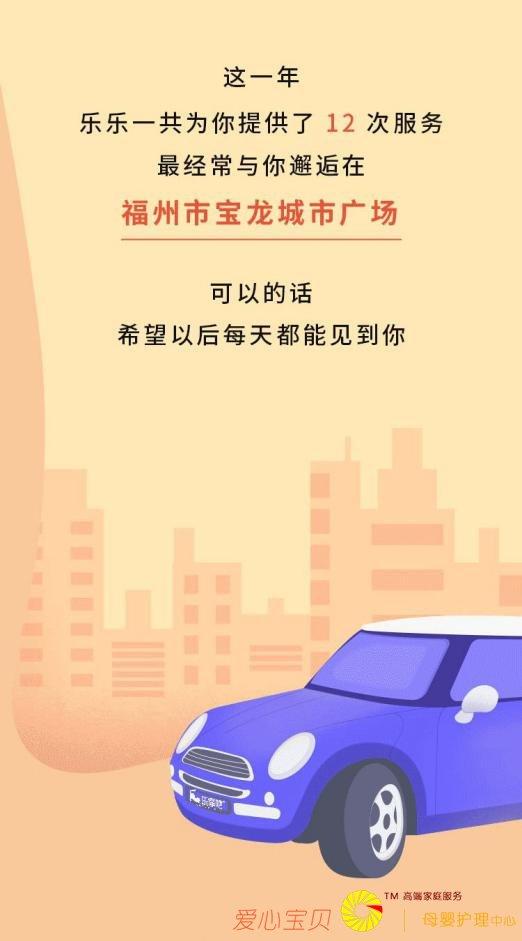 这一年
乐乐一共为你提供了 12 次服务
最经常与你邂逅在
福州市宝龙城市广场
可以的话
希望以后每天都能见到你
爱心宝贝
TM 高端家庭服务
母婴护理中心